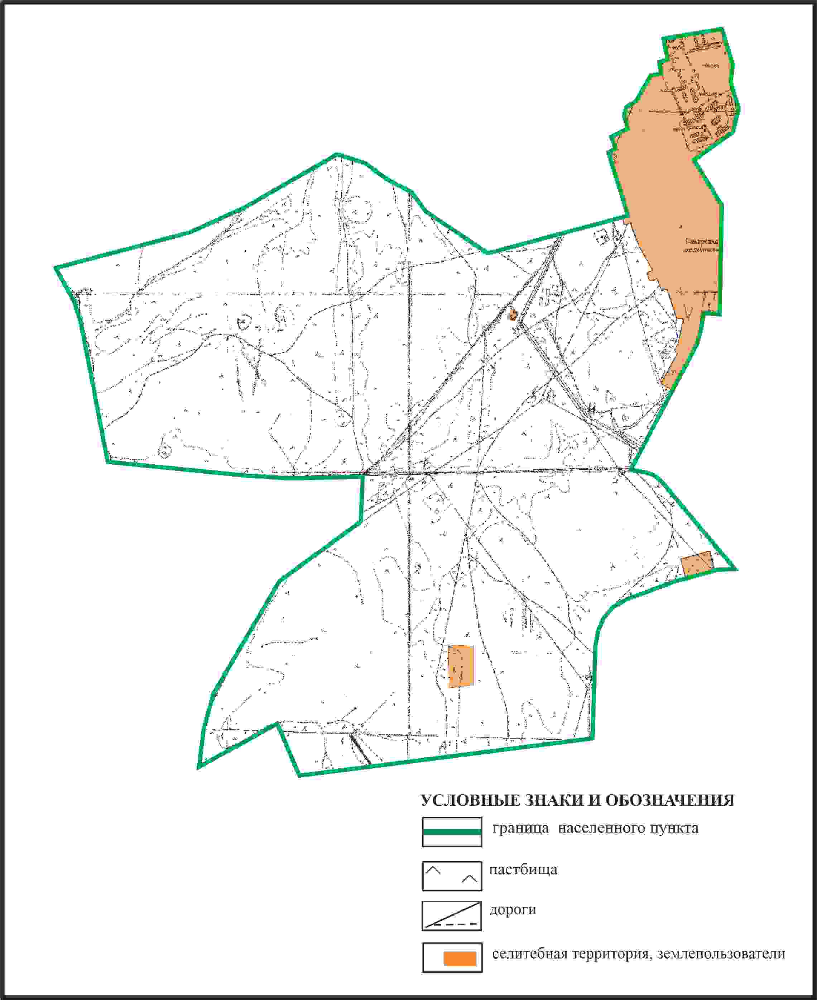 УСЛОВНЫЕ ЗНАКИ И ОБОЗНАЧЕНИЯ
граница населенного пункта
пастбища
дороги
селитебная территория, землепользователи